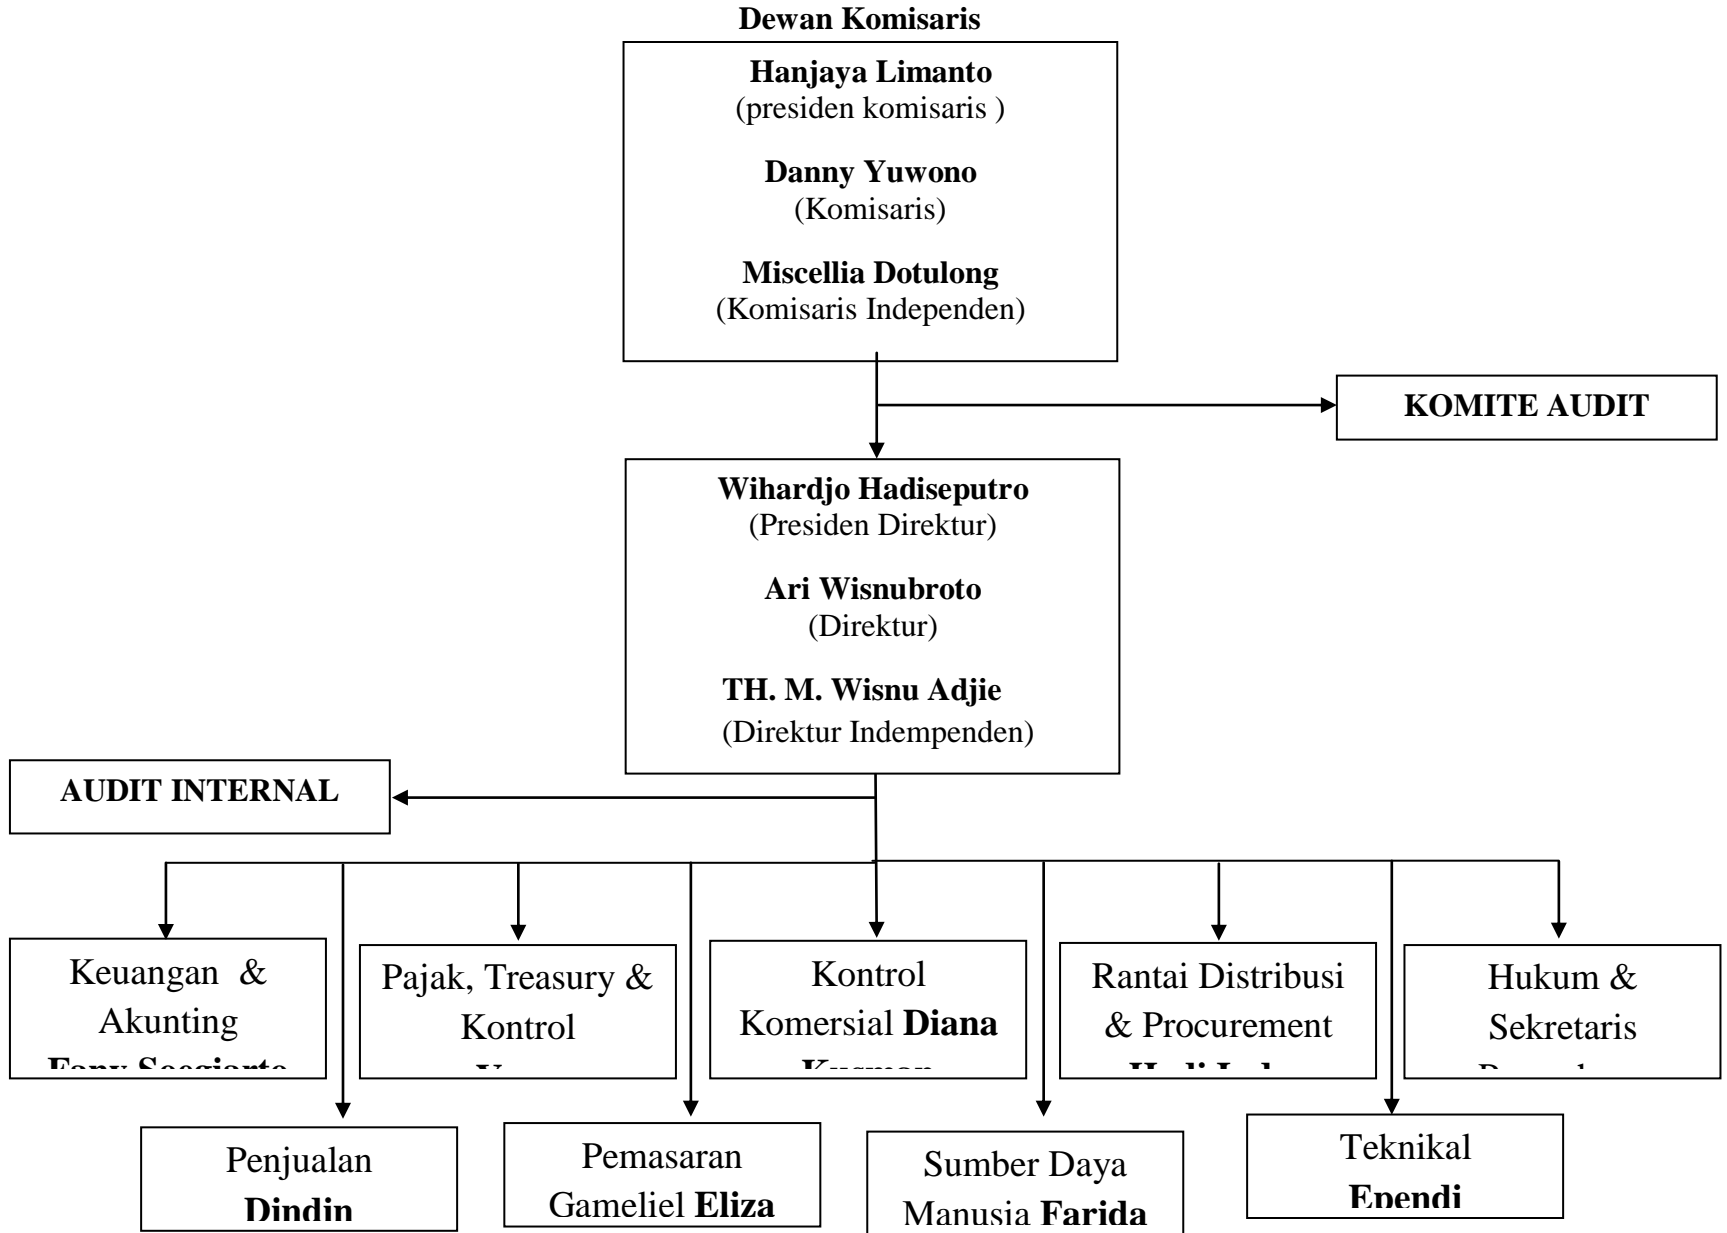 Dewan Komisaris
Hanjaya Limanto
(presiden komisaris )
Danny Yuwono
(Komisaris)
Miscellia Dotulong
(Komisaris Independen)
KOMITE AUDIT
Wihardjo Hadiseputro
(Presiden Direktur)
Ari Wisnubroto
(Direktur)
TH. M. Wisnu Adjie
(Direktur Indempenden)
AUDIT INTERNAL
Keuangan &
Akunting
Pajak, Treasury &
Kontrol
Kontrol
Komersial Diana
Rantai Distribusi
& Procurement
Hukum &
Sekretaris
Penjualan
Dindin
Pemasaran
Gameliel Eliza
Sumber Daya
Manusia Farida
Teknikal
Ependi